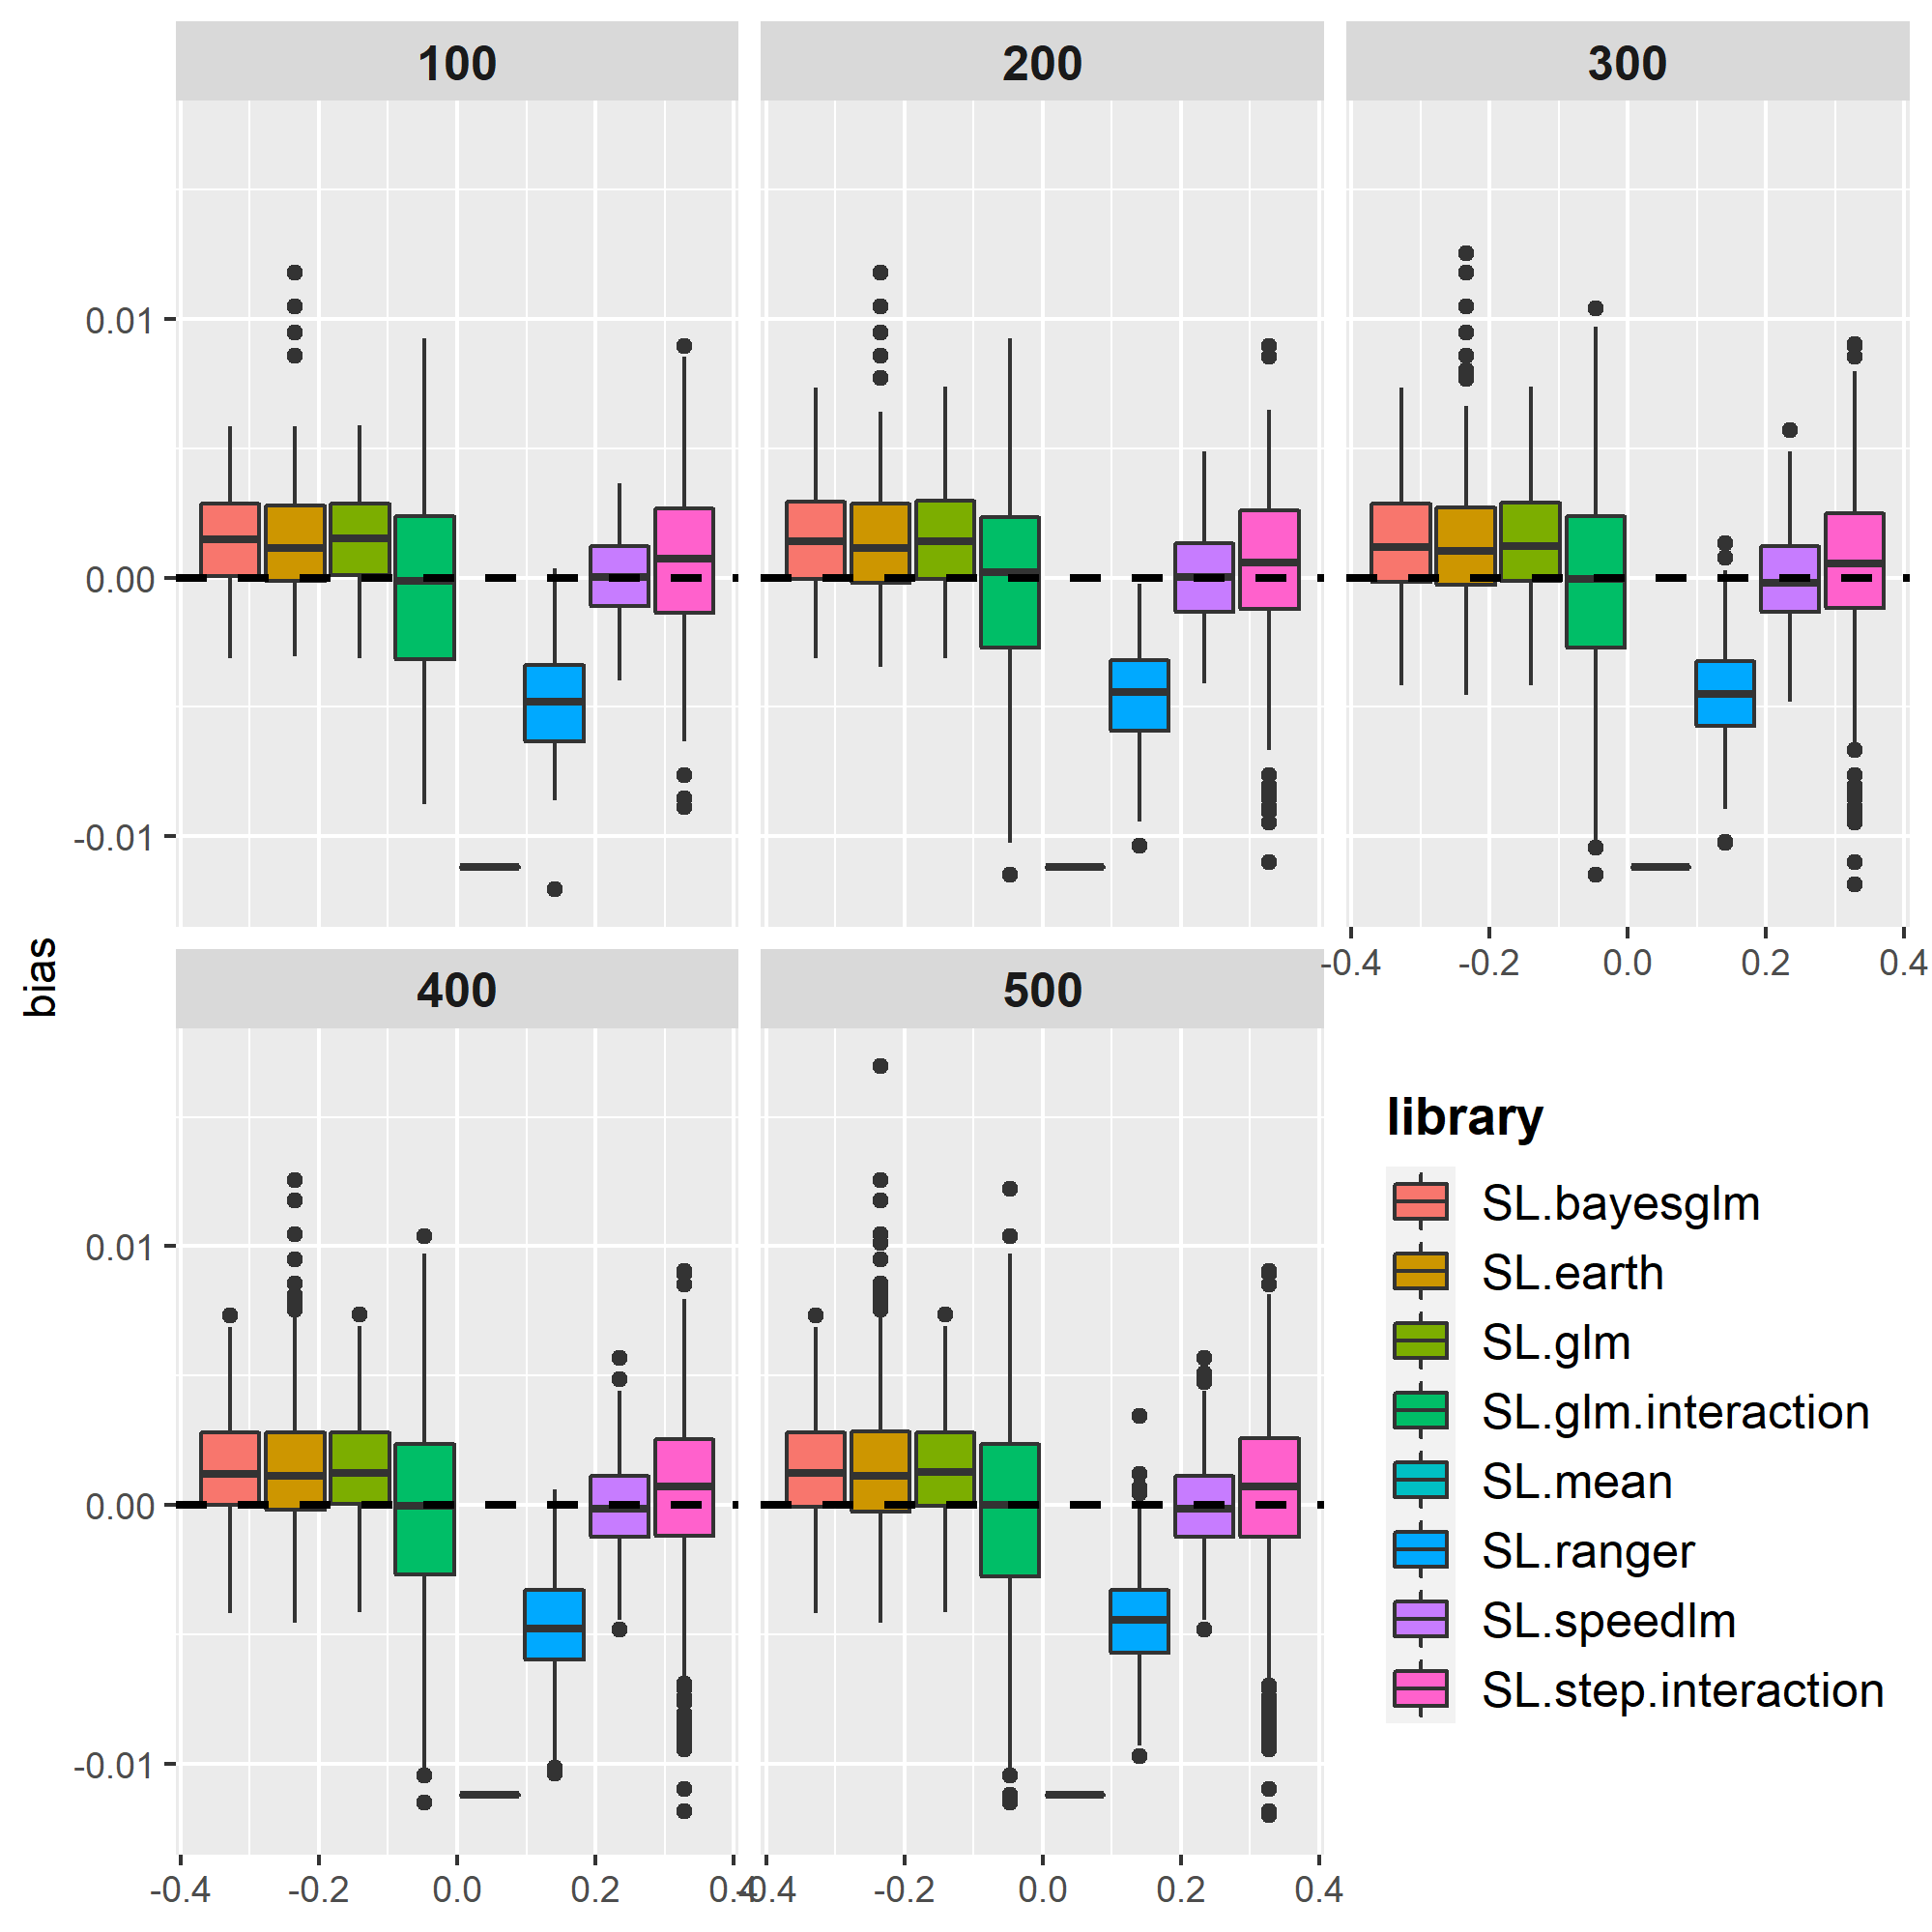 100 200 300
0.01
0.00
-0.01
-0.4 -0.2 0.0 0.2 0.4
bias
400 500
0.01
0.00
-0.01
-0.4 -0.2 0.0 0.2 0.4
-0.4 -0.2 0.0 0.2 0.4
library
SL.bayesglm
SL.earth
SL.glm
SL.glm.interaction
SL.mean
SL.ranger
SL.speedlm
SL.step.interaction